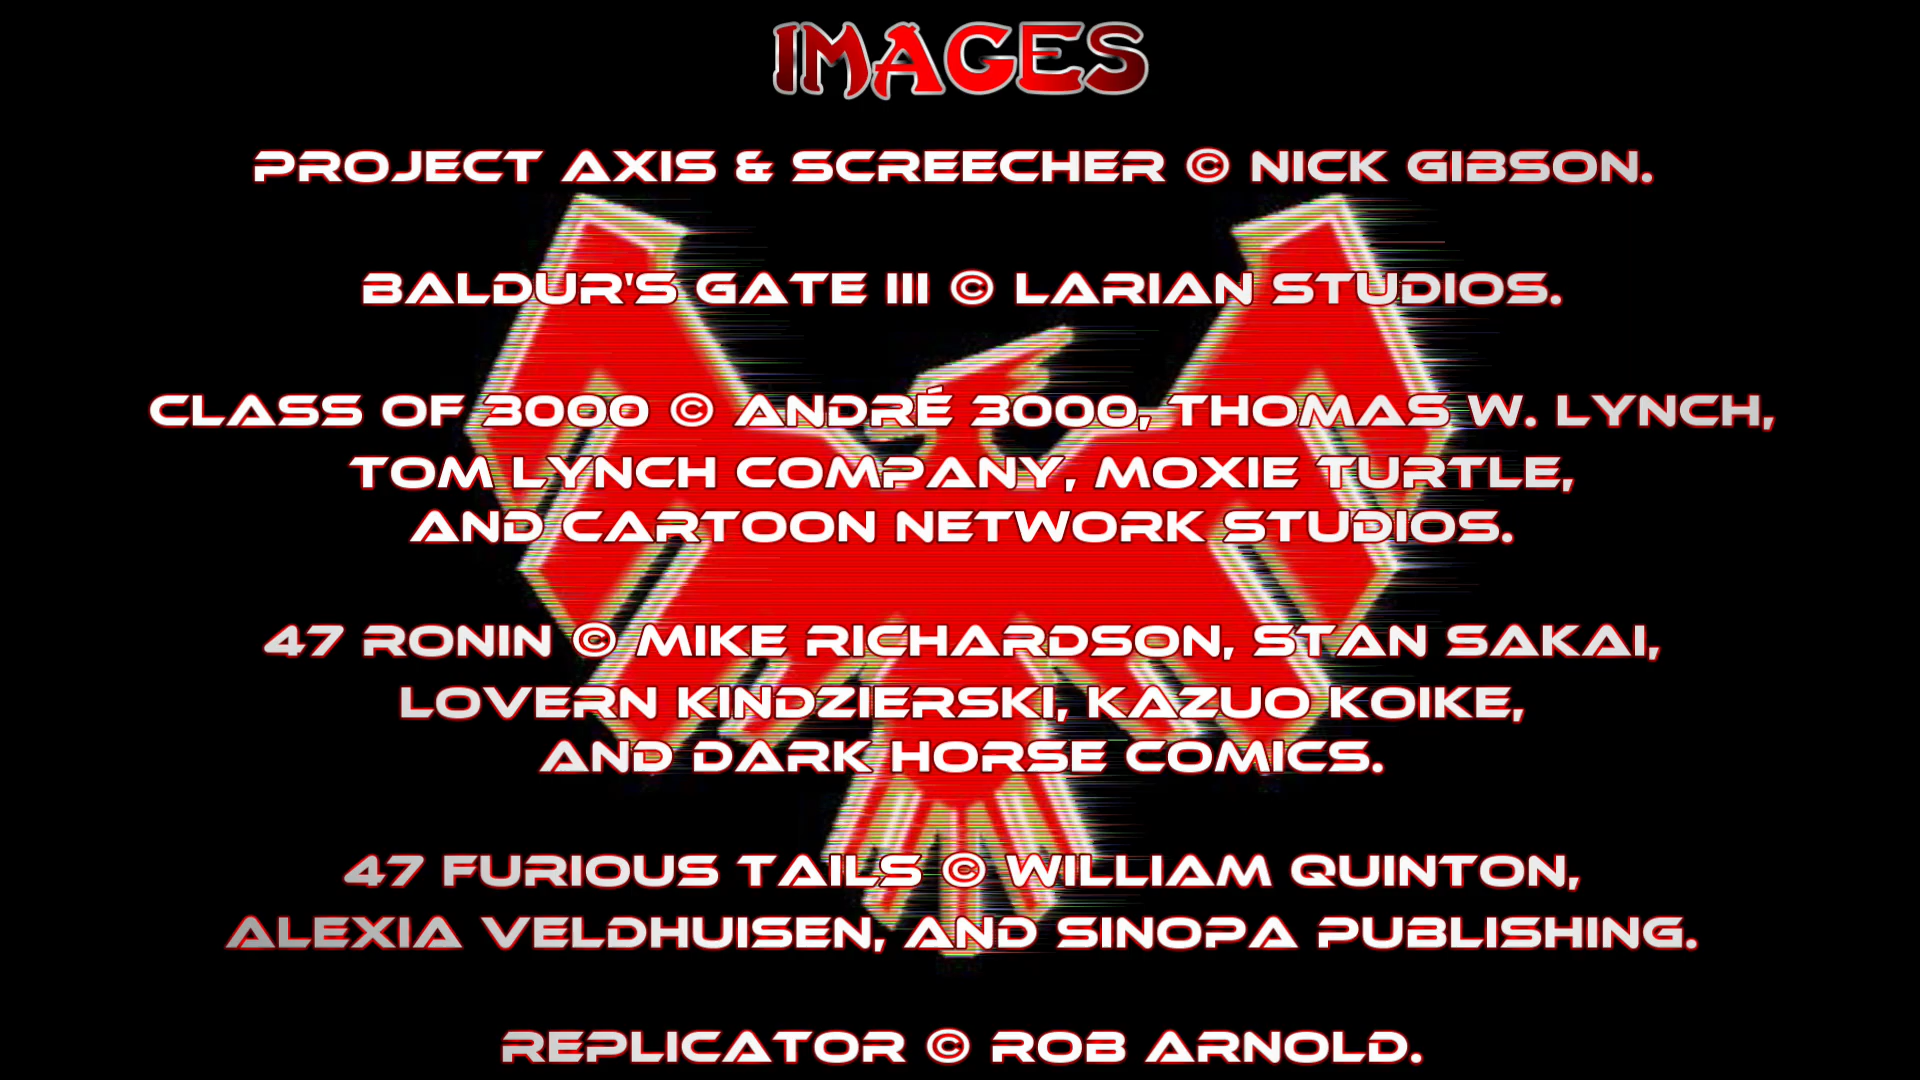 IMAGES
PROJECT AXIS & SCREECHER © NICK GIBSON.
BALDUR'S GATE III © LARIAN STUDIOS.
CLASS OF 3000 © ANDRÉ 3000, THOMAS W. LYNCH,
TOM LYNCH COMPANY, MOXIE TURTLE,
AND CARTOON NETWORK STUDIOS.
47 RONIN © MIKE RICHARDSON, STAN SAKAI,
LOVERN KINDZIERSKI, KAZUO KOIKE,
AND DARK HORSE COMICS.
47 FURIOUS TAILS © WILLIAM QUINTON,
ALEXIA VELDHUISEN, AND SINOPA PUBLISHING.
REPLICATOR © ROB ARNOLD.